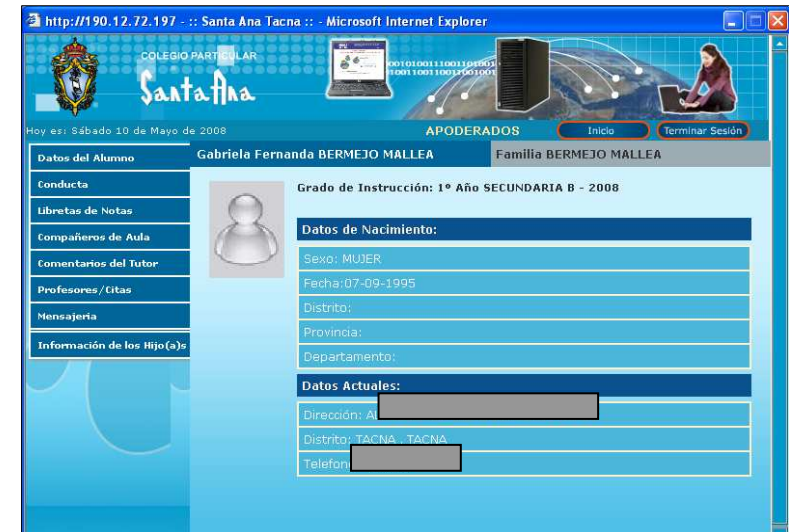 http://190.12.72.197 - :: Santa Ana Tacna :: - Microsoft Internet Explorer
COLEGIO PARTICULAR
Santa Ana
Hoy es: Sábado 10 de Mayo de 2008
APODERADOS
Inicio
Terminar Sesión
Datos del Alumno
Conducta
Libretas de Notas
Compañeros de Aula
Comentarios del Tutor
Profesores/Citas
Mensajería
Información de los Hijo(a)s
Gabriela Fernanda BERMEJO MALLEA
Familia BERMEJO MALLEA
Grado de Instrucción: 1º Año SECUNDARIA B - 2008
Datos de Nacimiento:
Sexo: MUJER
Fecha:07-09-1995
Distrito:
Provincia:
Departamento:
Datos Actuales:
Dirección:
Distrito: TACNA , TACNA
Telefon